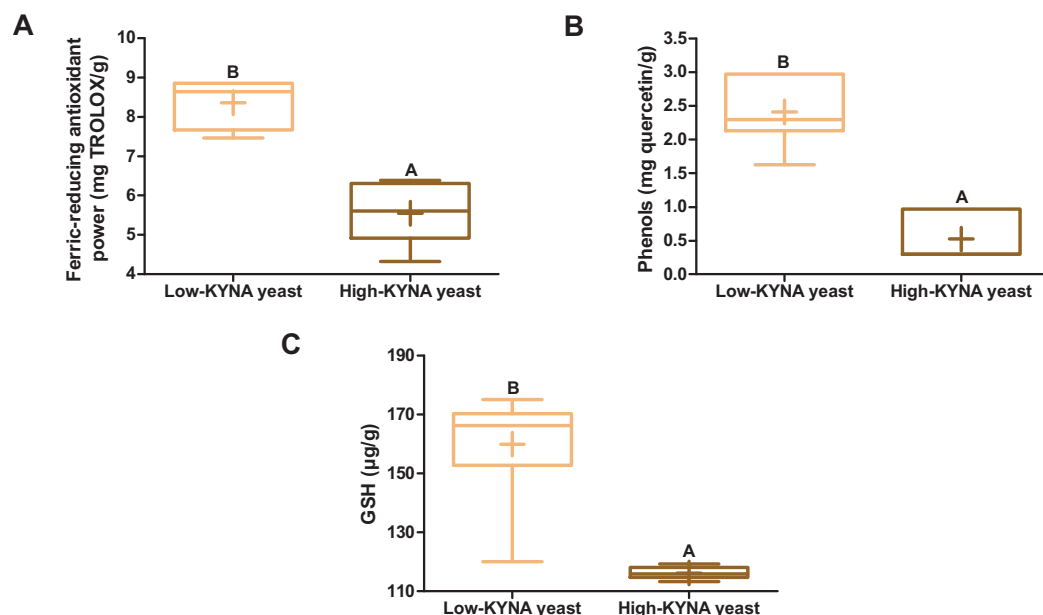 A
Ferric-reducing antioxidant
power (mg TROLOX/g)
10
9
8
7
6
5
4
B
A
Low-KYNA yeast
High-KYNA yeast
B
Phenols (mg quercetin/g)
3.5
3.0
2.5
2.0
1.5
1.0
0.5
0.0
B
A
Low-KYNA yeast
High-KYNA yeast
C
GSH (µg/g)
190
170
150
130
110
B
A
Low-KYNA yeast
High-KYNA yeast